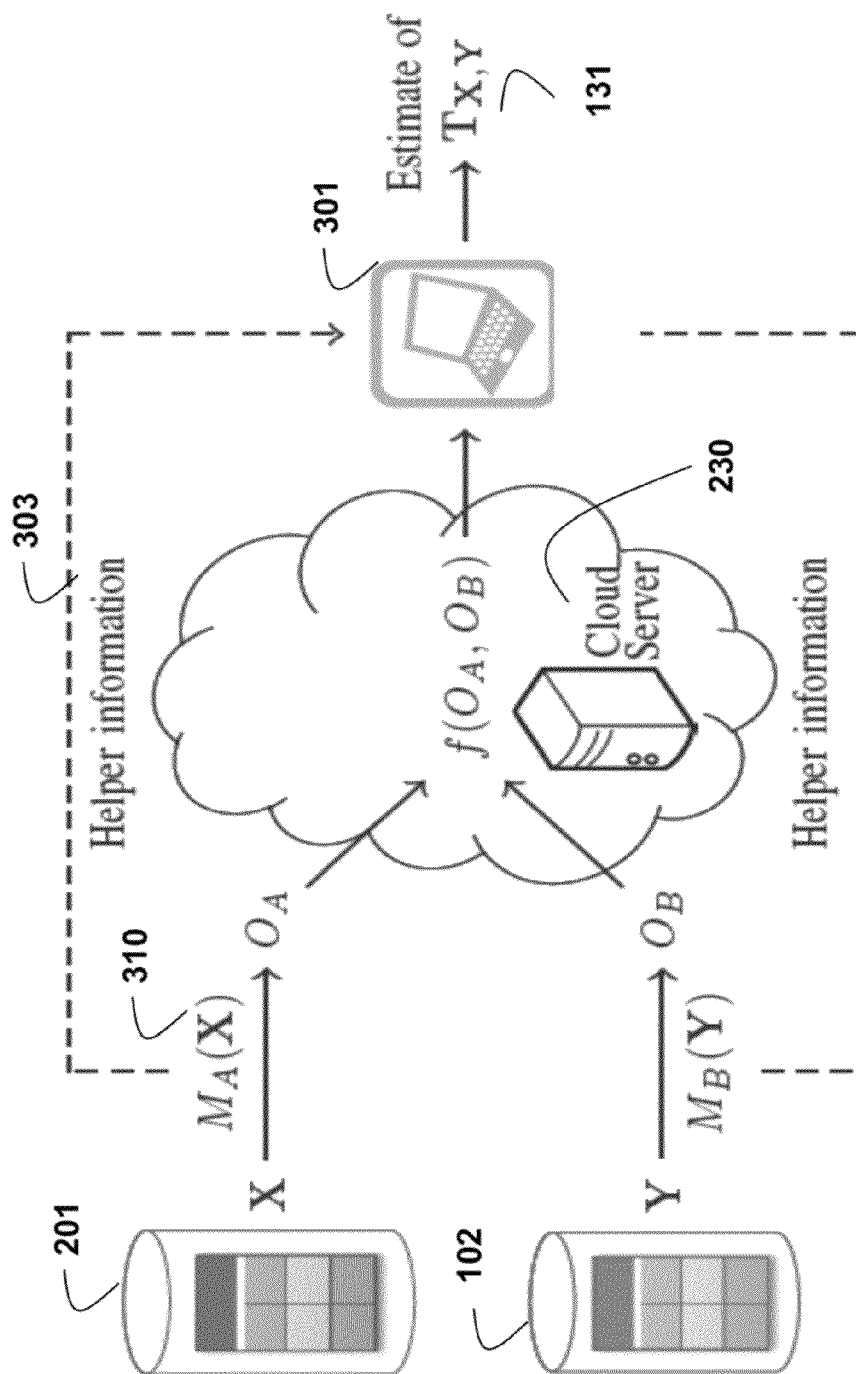 303
Helper information
310
201
M_A(X)
X
O_A
301
f(O_A, O_B)
Estimate of
T_X,Y
131
Cloud
Server
230
102
Y
O_B
M_B(Y)
Helper information